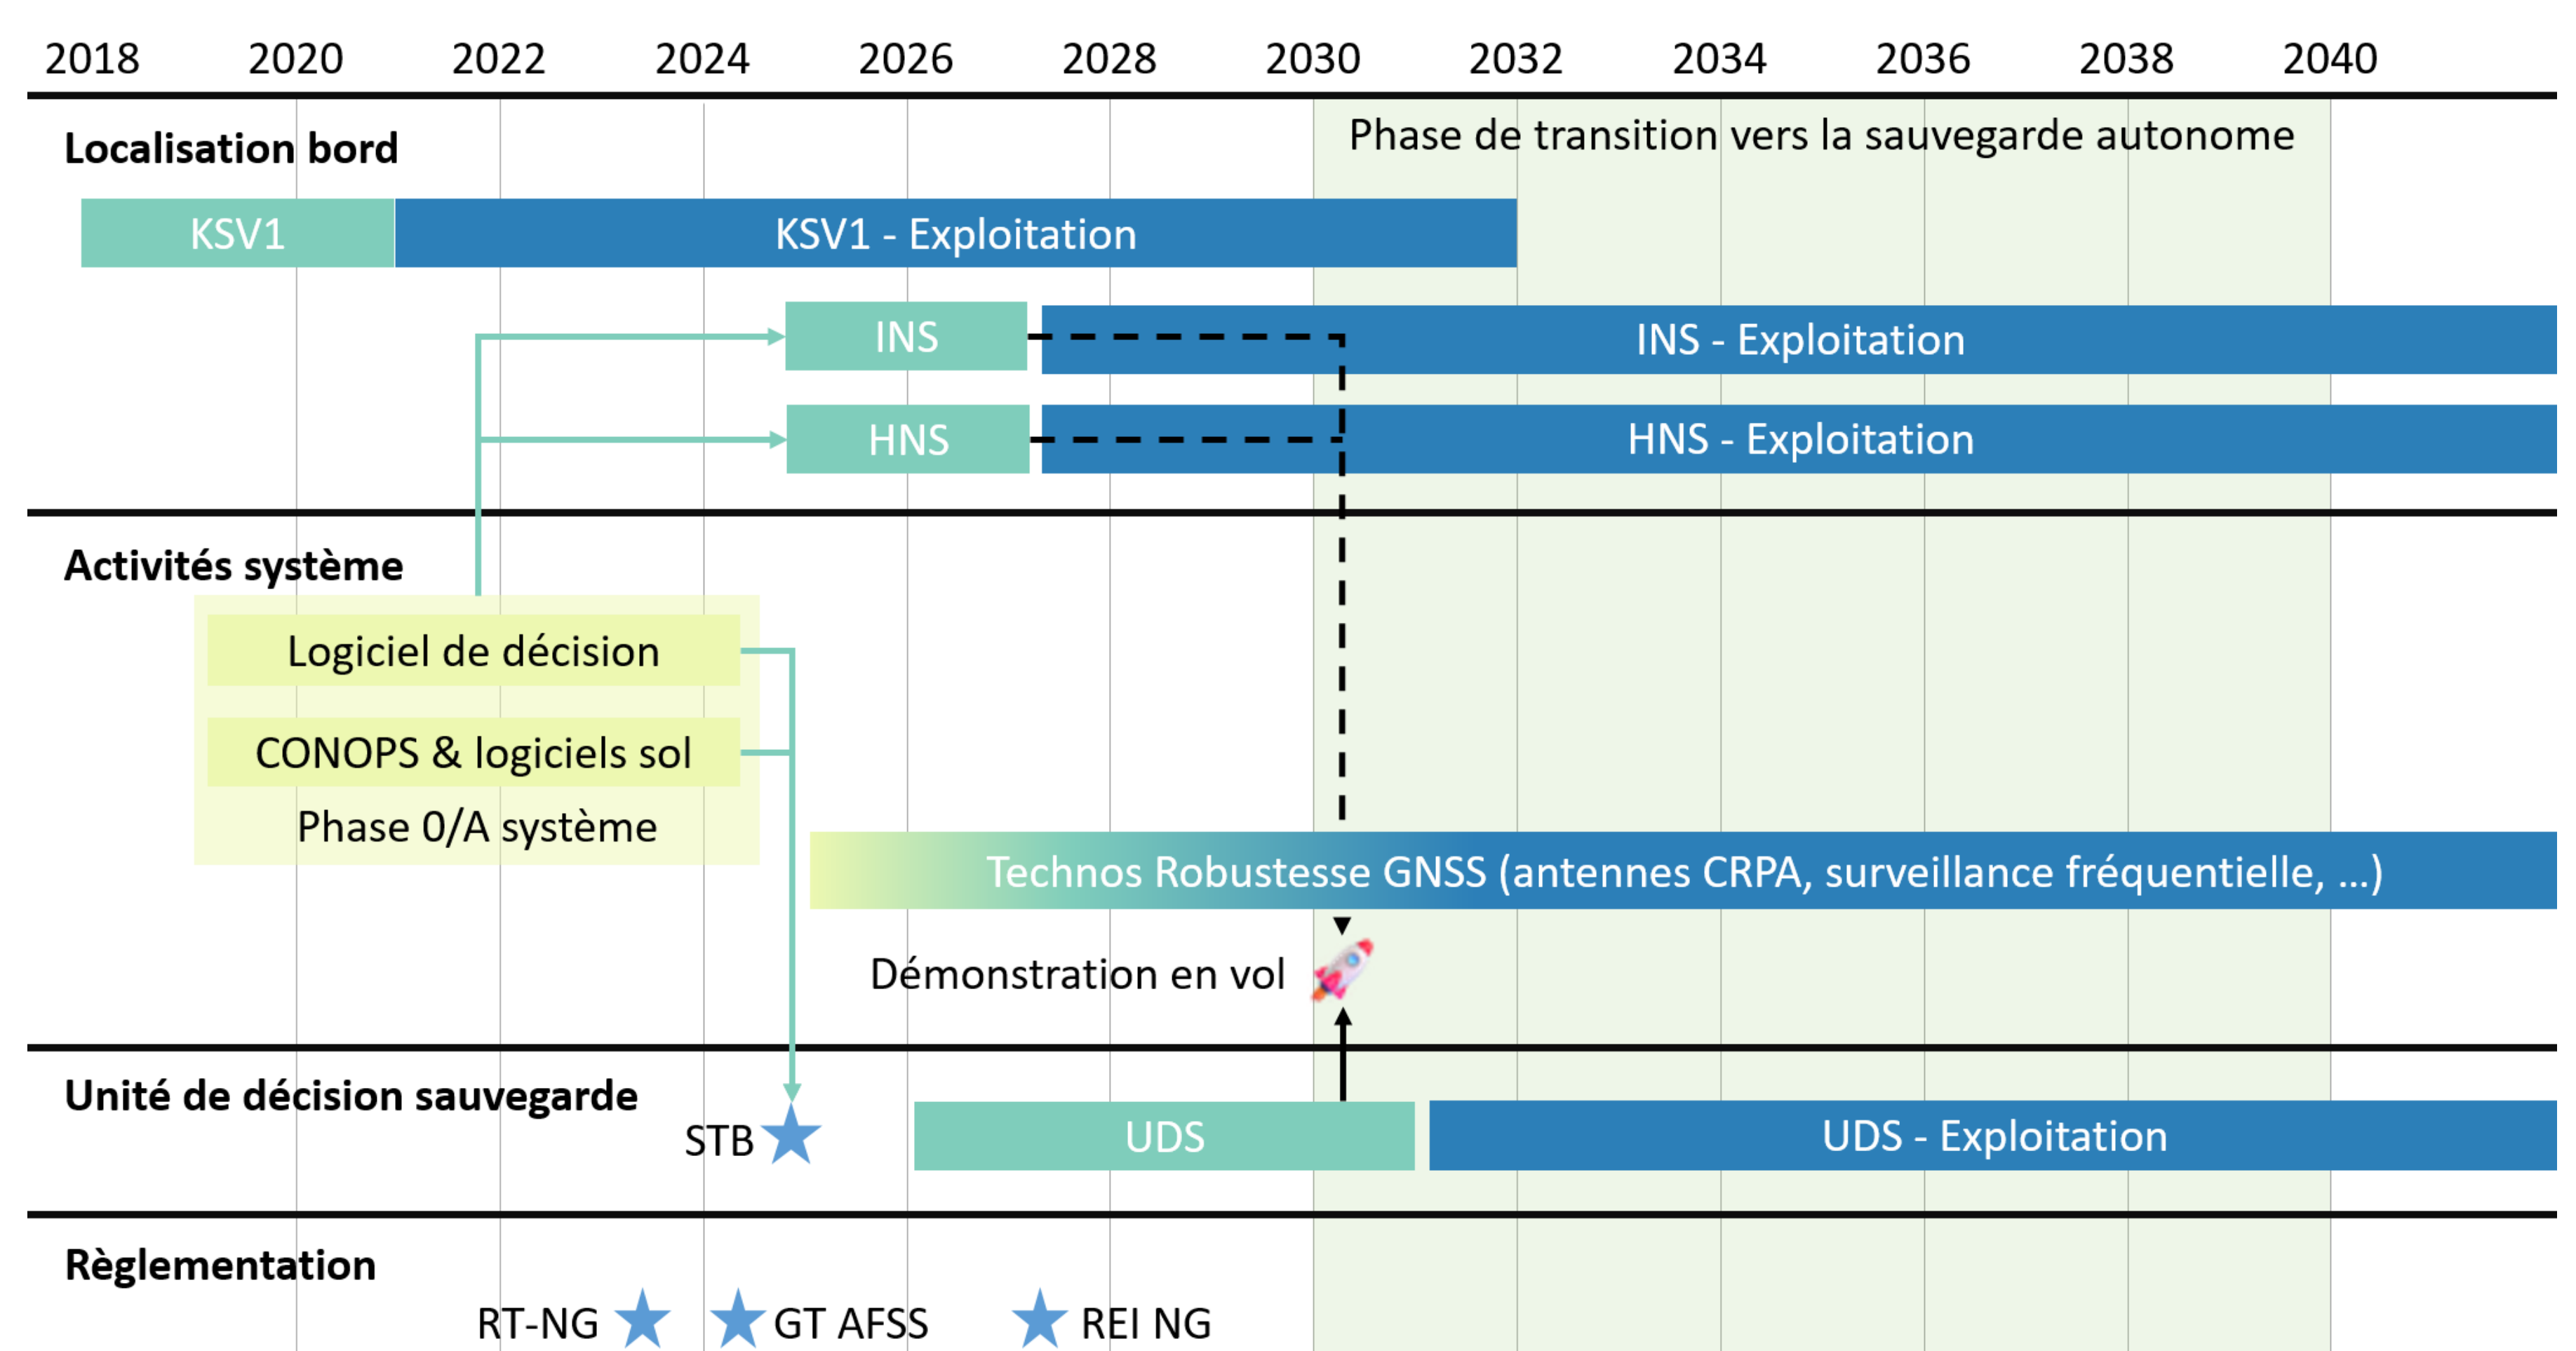 2018 2020 2022 2024 2026 2028 2030 2032 2034 2036 2038 2040
Localisation bord
Phase de transition vers la sauvegarde autonome
KSV1
KSV1 - Exploitation
INS
INS - Exploitation
HNS
HNS - Exploitation
Activités système
Logiciel de décision
CONOPS & logiciels sol
Phase 0/A système
Technos Robustesse GNSS (antennes CRPA, surveillance fréquentielle, ...)
Démonstration en vol
Unité de décision sauvegarde
STB
UDS
UDS - Exploitation
Règlementation
RT-NG
GT AFSS
REI NG